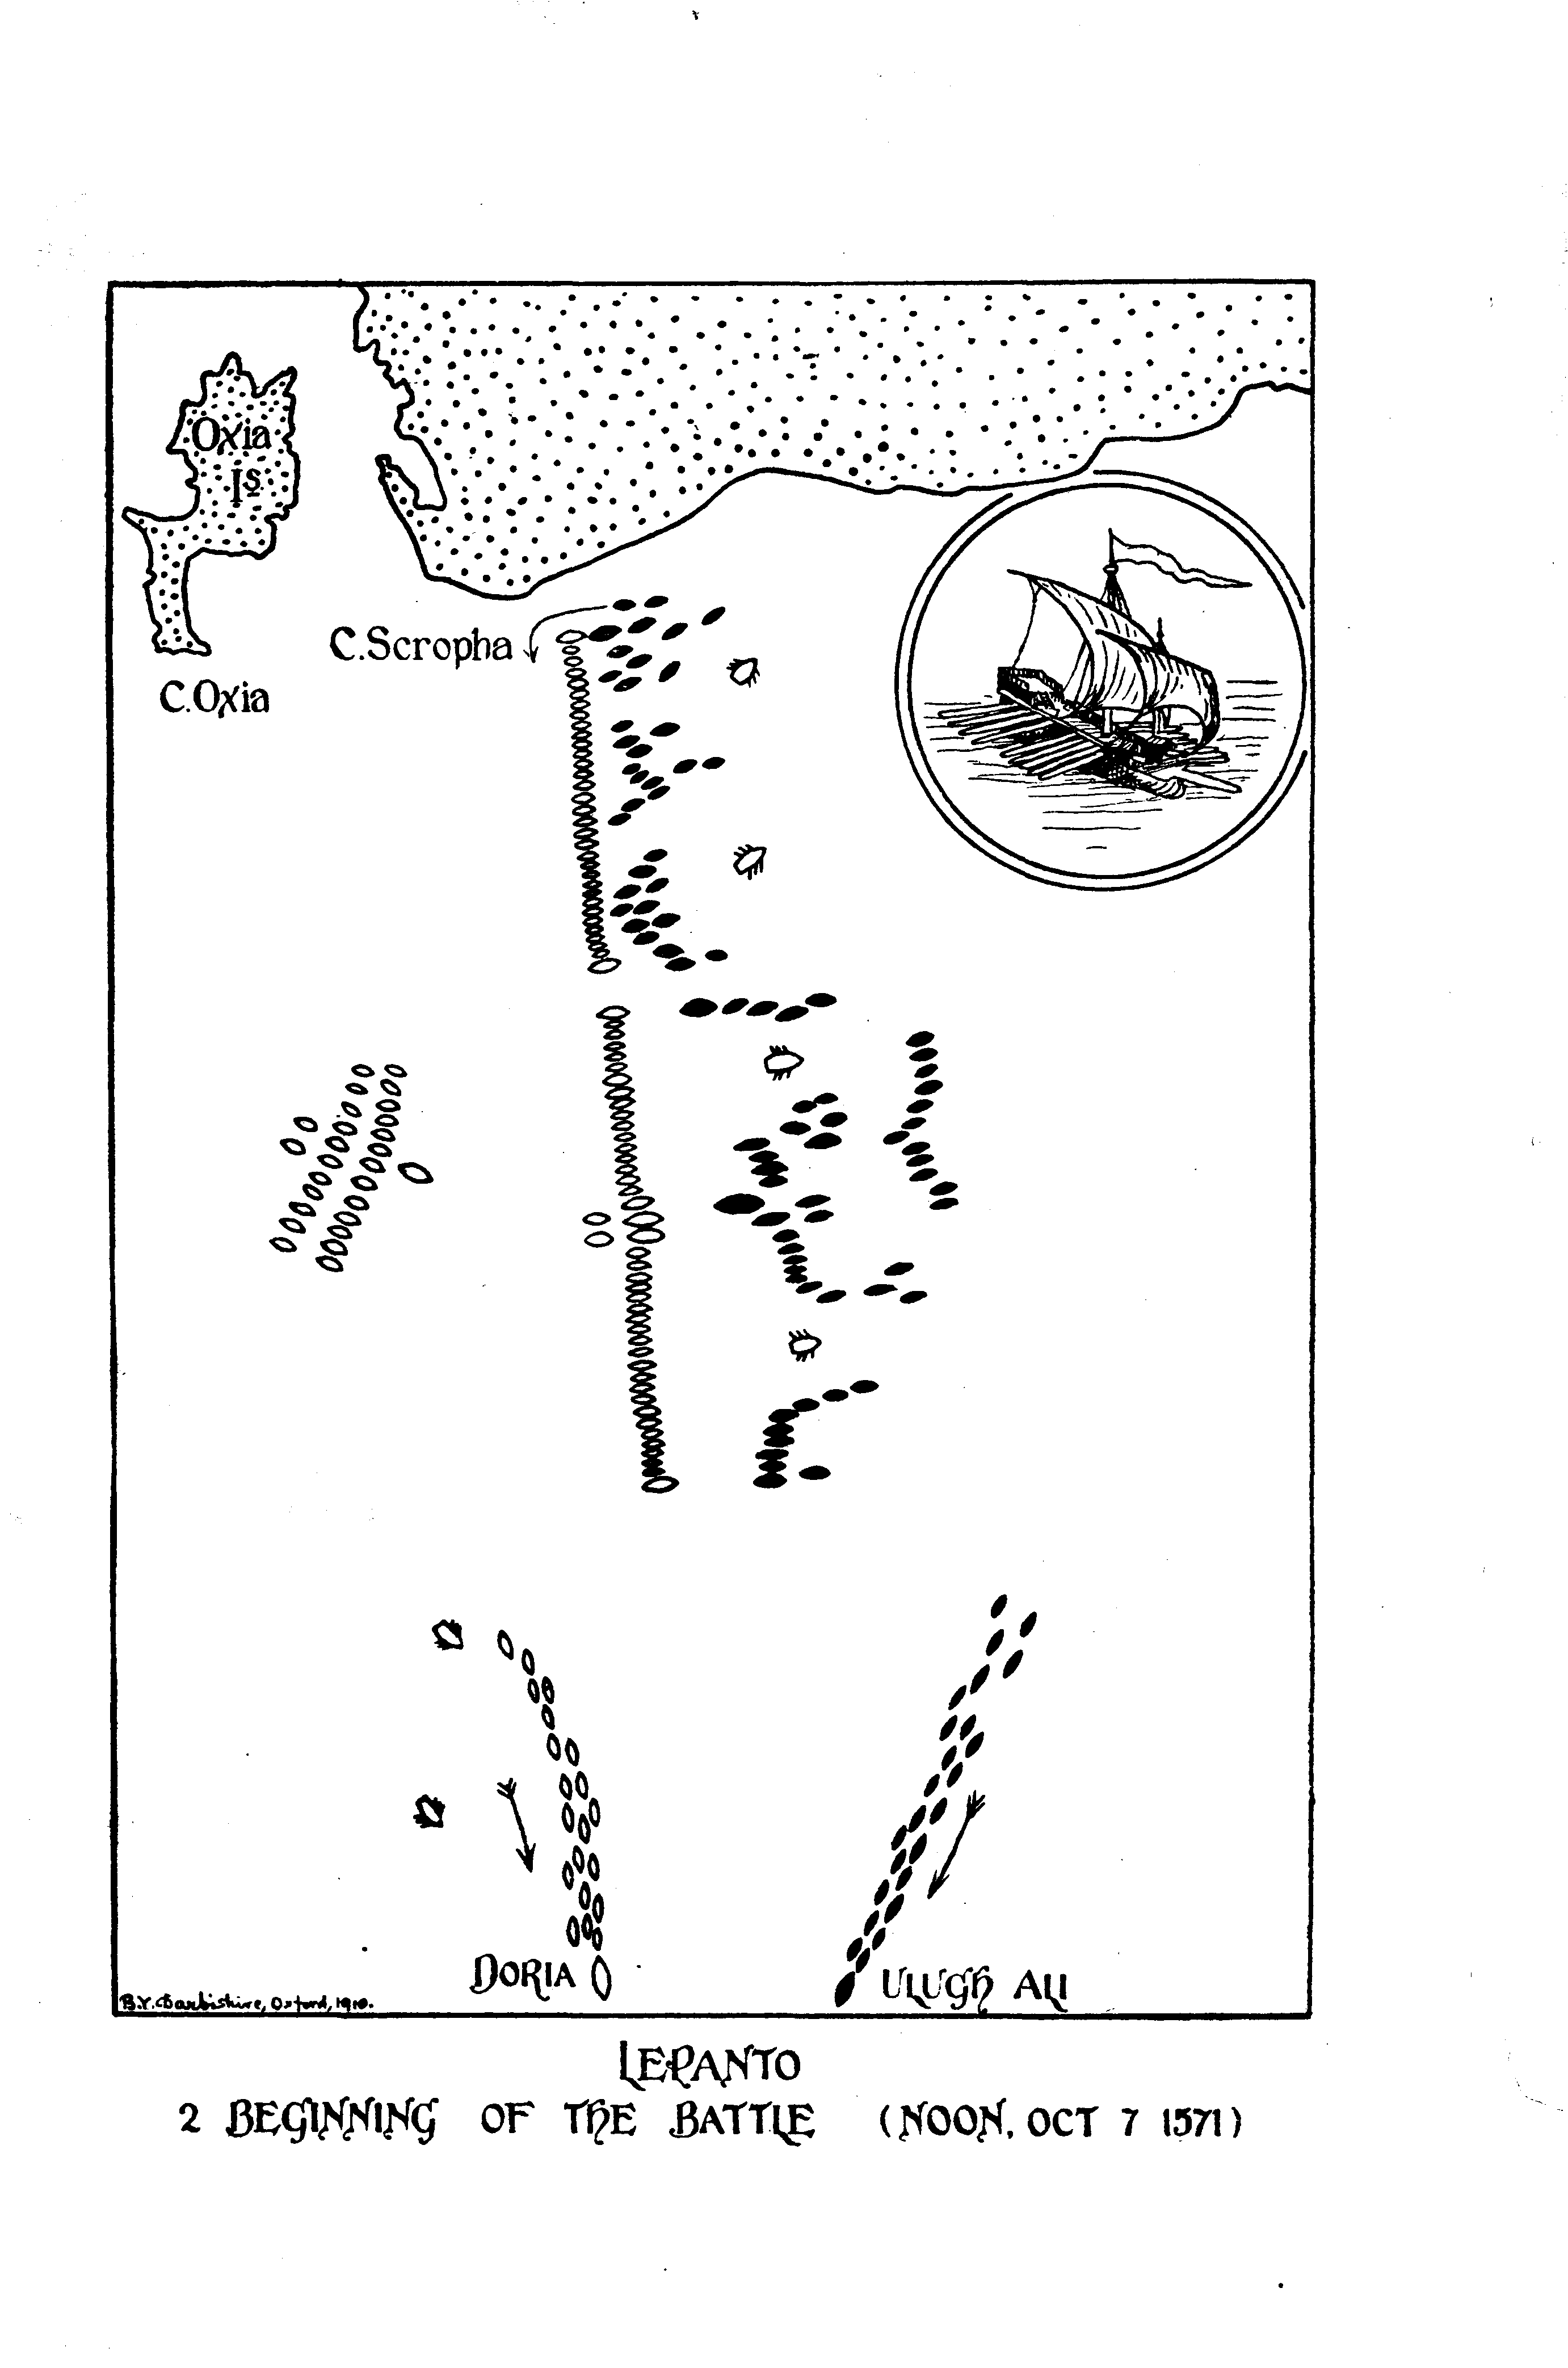 Oxia
Is.
C. Scropha
C. Oxia
DORIA
ULUGH ALI
B.V. Darbishire, Oxford, 1910.
LEPANTO
2 BEGINNING OF THE BATTLE (NOON, OCT 7 1571)